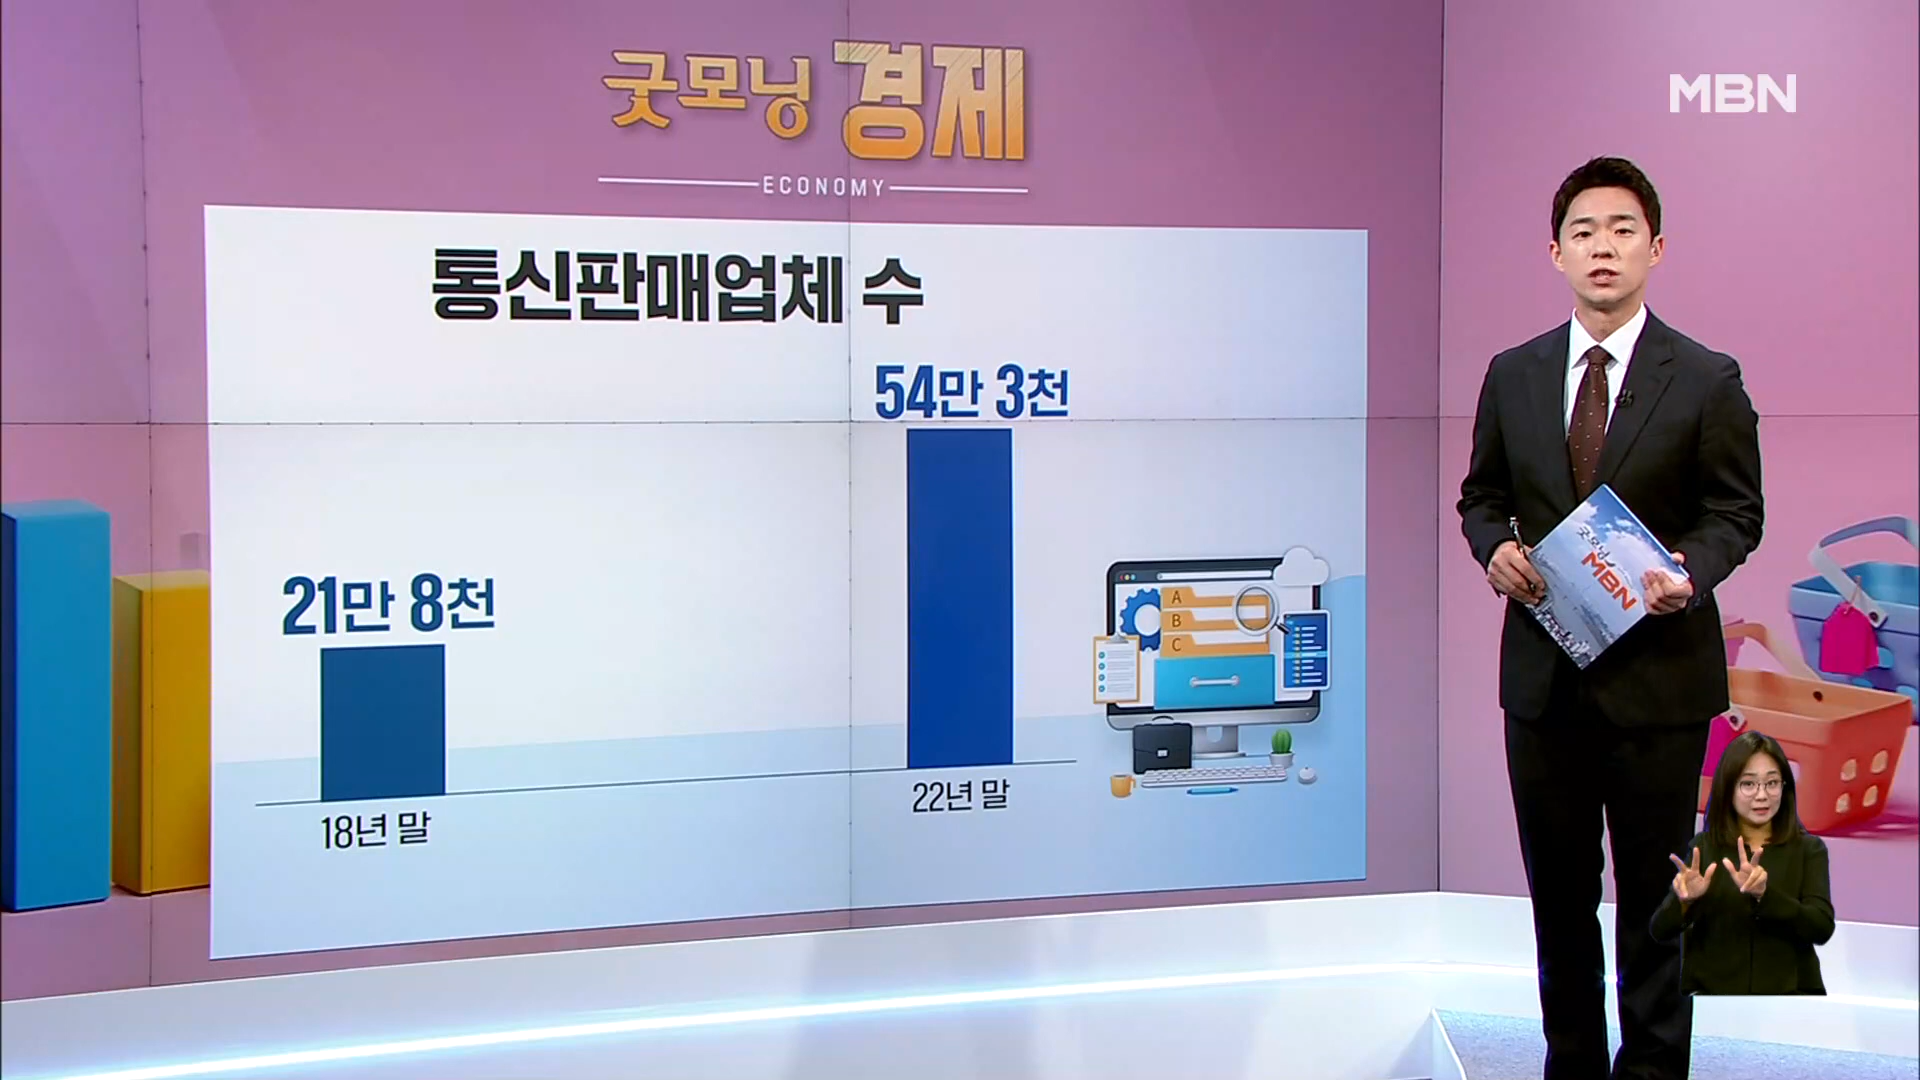 굿모닝 경제
ECONOMY
MBN
통신판매업체 수
54만 3천
21만 8천
A
B
C
22년 말
18년 말
굿모닝
MBN